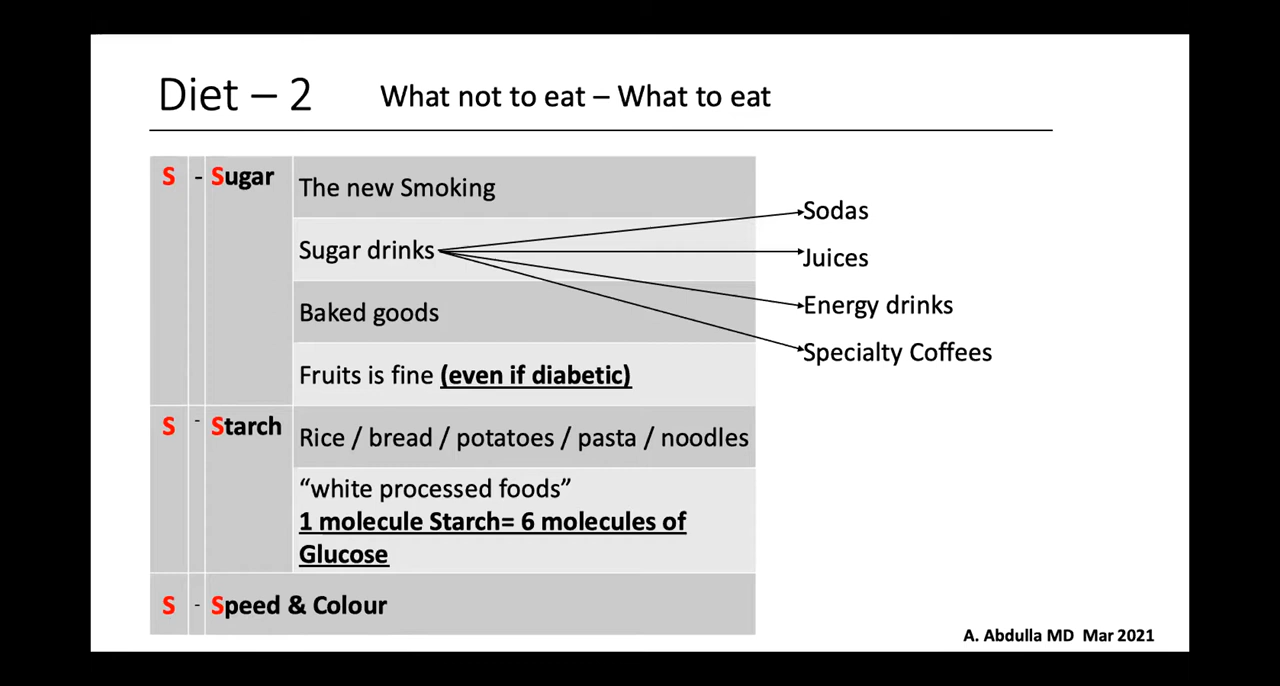 Diet – 2 What not to eat – What to eat
S - Sugar
The new Smoking
Sugar drinks
Sodas
Juices
Energy drinks
Specialty Coffees
Baked goods
Fruits is fine (even if diabetic)
S - Starch
Rice / bread / potatoes / pasta / noodles
“white processed foods”
1 molecule Starch= 6 molecules of
Glucose
S - Speed & Colour
A. Abdulla MD Mar 2021